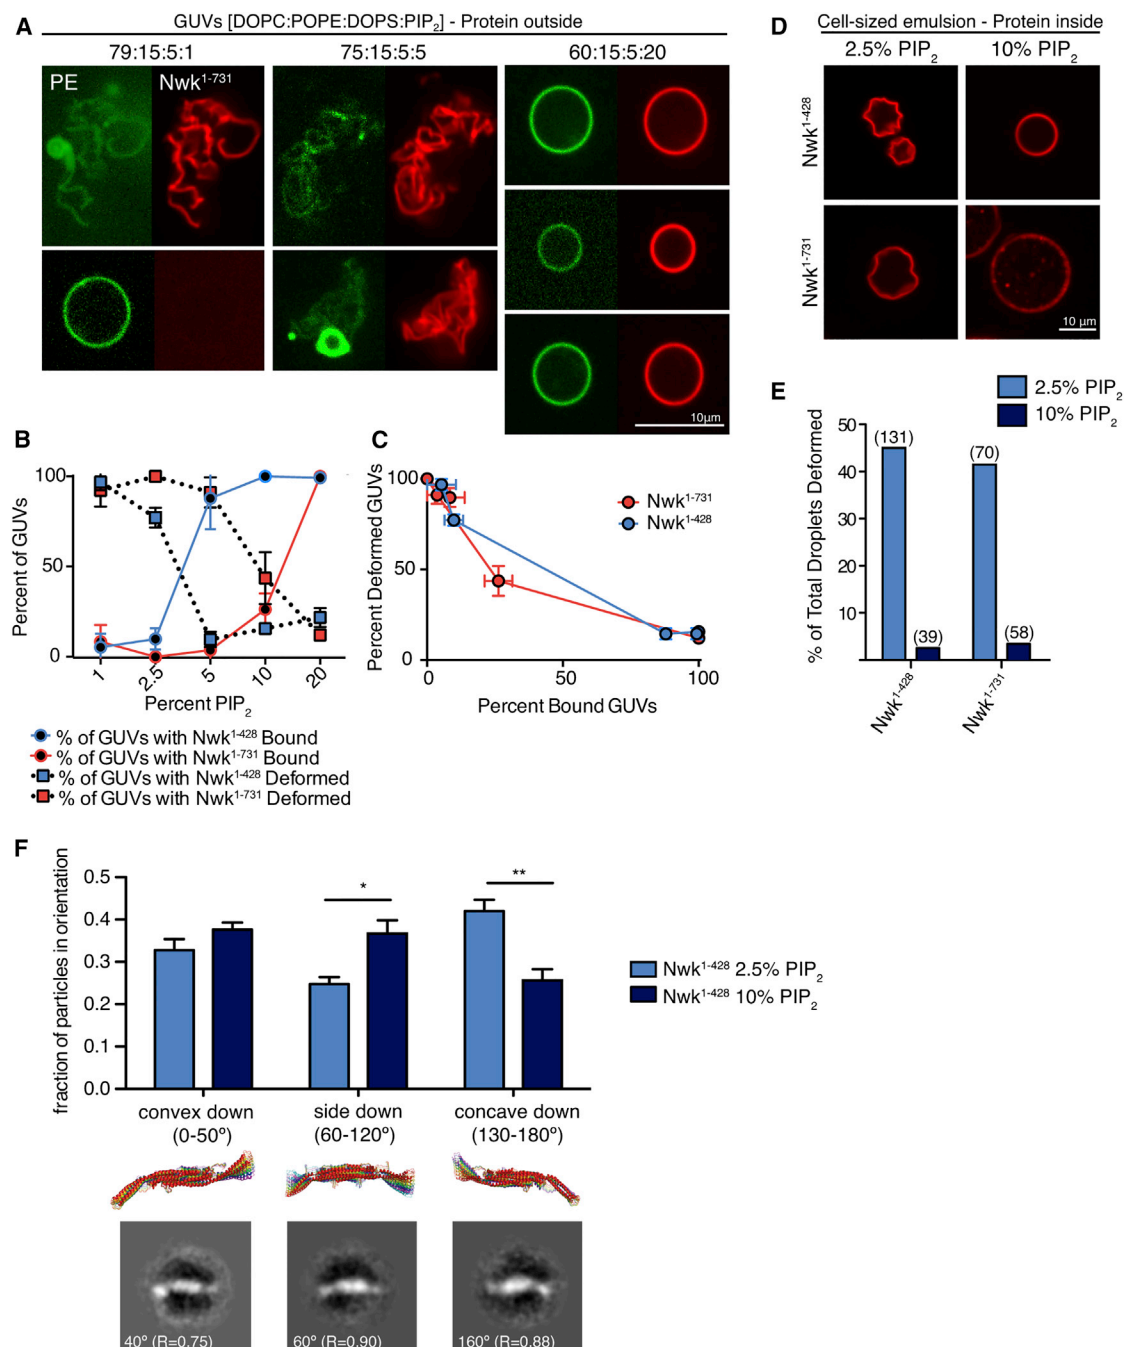 A
GUVs [DOPC:POPE:DOPS:PIP2] - Protein outside
79:15:5:1
75:15:5:5
60:15:5:20
PE
Nwk1-731
10µm
D
Cell-sized emulsion - Protein inside
2.5% PIP2
10% PIP2
Nwk1-428
Nwk1-731
10 µm
B
Percent of GUVs
100
50
0
1
2.5
5
10
20
Percent PIP2
% of GUVs with Nwk1-428 Bound
% of GUVs with Nwk1-731 Bound
% of GUVs with Nwk1-428 Deformed
% of GUVs with Nwk1-731 Deformed
C
Percent Deformed GUVs
100
50
0
0
50
100
Percent Bound GUVs
Nwk1-731
Nwk1-428
E
2.5% PIP2
10% PIP2
% of Total Droplets Deformed
50
40
30
20
10
(131)
(39)
(70)
(58)
Nwk1-428
Nwk1-731
F
fraction of particles in orientation
0.5
0.4
0.3
0.2
0.1
0.0
*
**
Nwk1-428 2.5% PIP2
Nwk1-428 10% PIP2
convex down
(0-50º)
side down
(60-120º)
concave down
(130-180º)
40º (R=0.75)
60º (R=0.90)
160º (R=0.88)